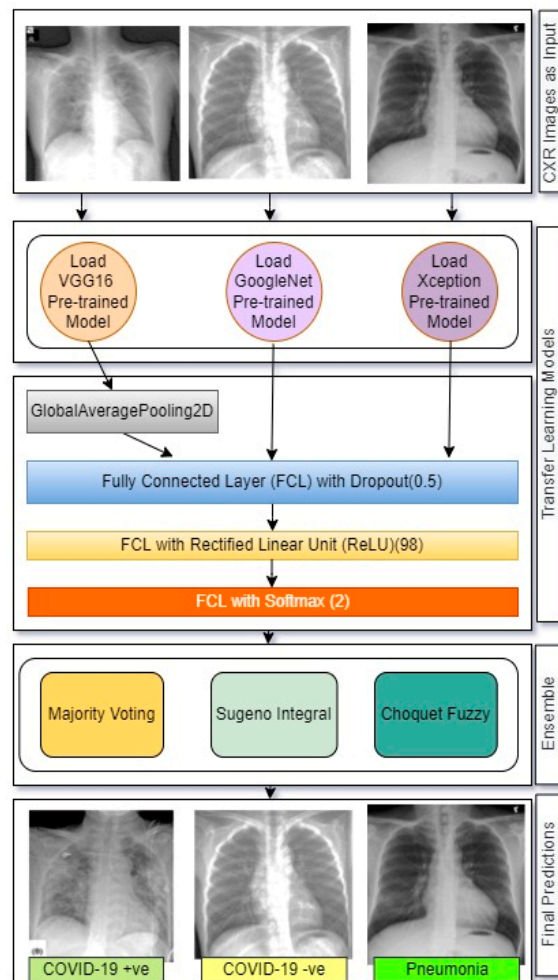 CXR Images as Input
Load
VGG16
Pre-trained
Model
Load
GoogleNet
Pre-trained
Model
Load
Xception
Pre-trained
Model
GlobalAveragePooling2D
Fully Connected Layer (FCL) with Dropout(0.5)
FCL with Rectified Linear Unit (ReLU)(98)
FCL with Softmax (2)
Transfer Learning Models
Majority Voting
Sugeno Integral
Choquet Fuzzy
Ensemble
COVID-19 +ve
COVID-19 -ve
Pneumonia
Final Predictions